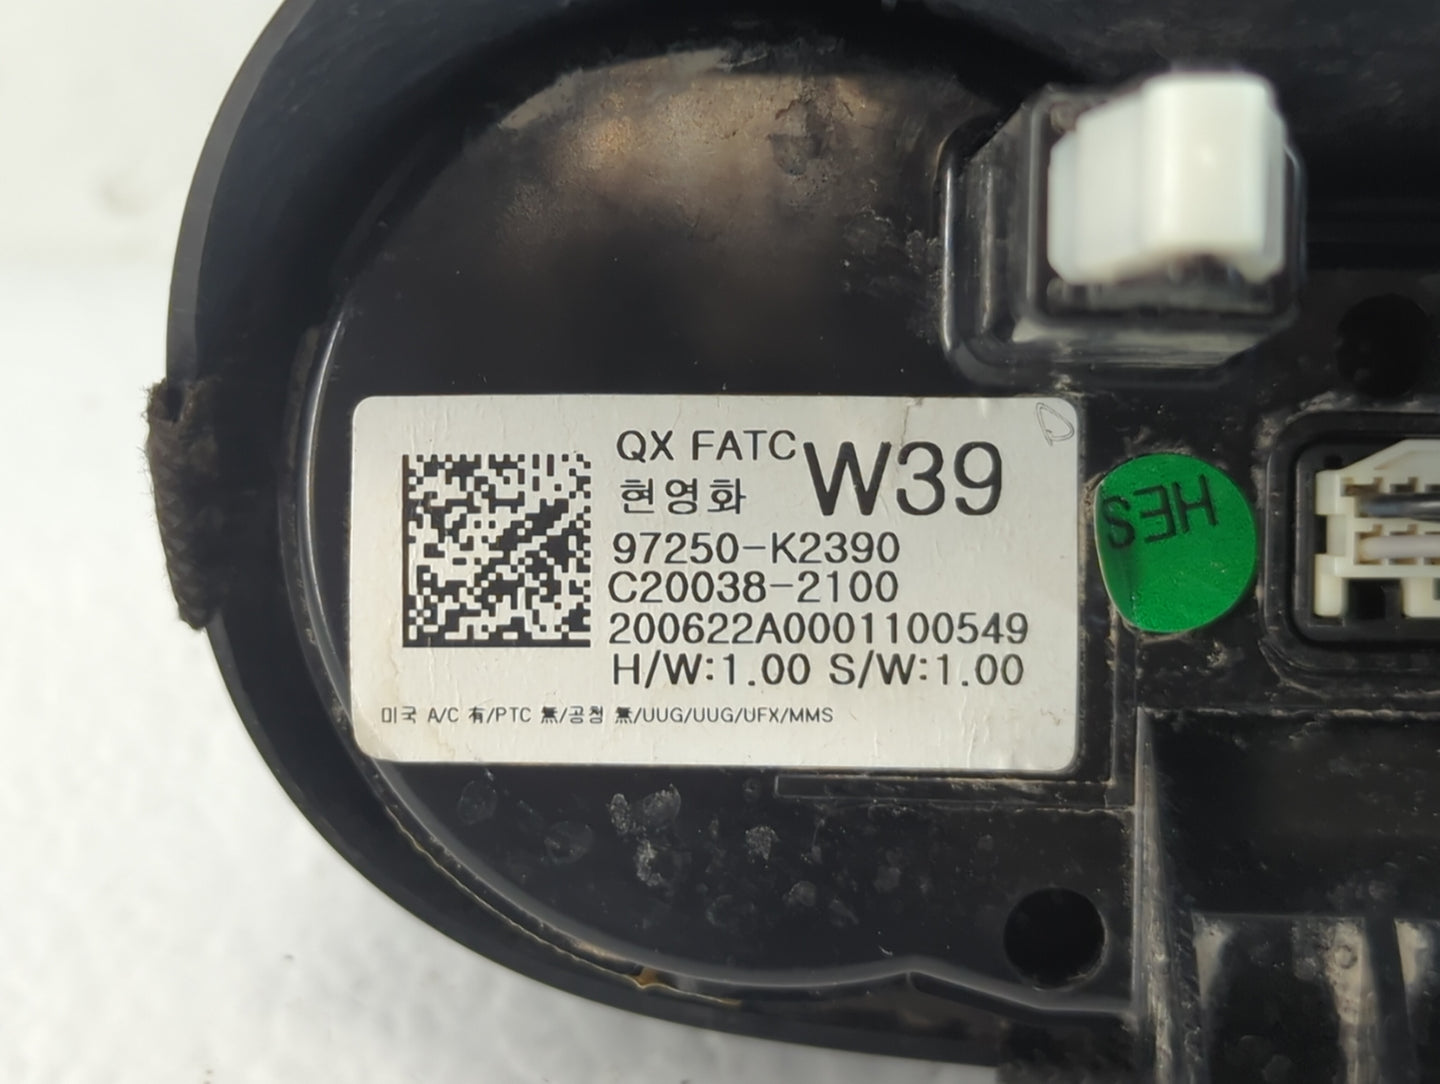 QX FATC W39
현영화
97250-K2390
C20038-2100
200622A0001100549
H/W:1.00 S/W:1.00
미국 A/C 有/PTC 無/공청 無/UUG/UUG/UFX/MMS
HES